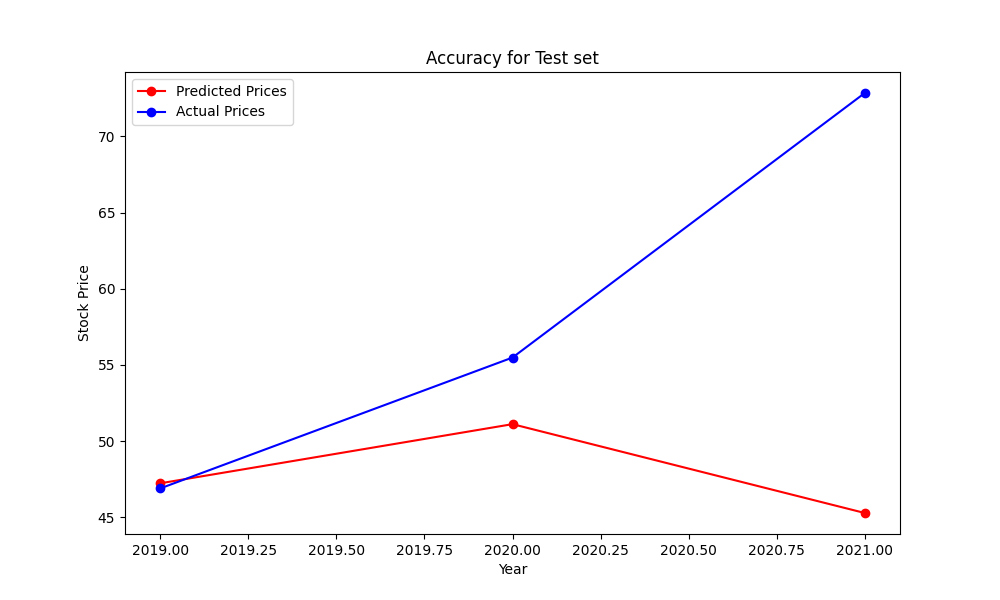 Accuracy for Test set
Predicted Prices
Actual Prices
Stock Price
70
65
60
55
50
45
2019.00 2019.25 2019.50 2019.75 2020.00 2020.25 2020.50 2020.75 2021.00
Year